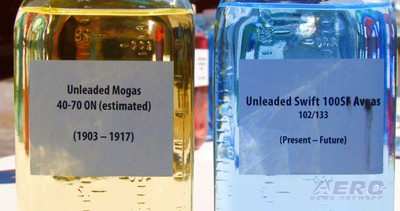 Unleaded Mogas
40-70 ON (estimated)
(1903 – 1917)
Unleaded Swift 100SF Avgas
102/133
(Present – Future)
AERO
NEWS NETWORK